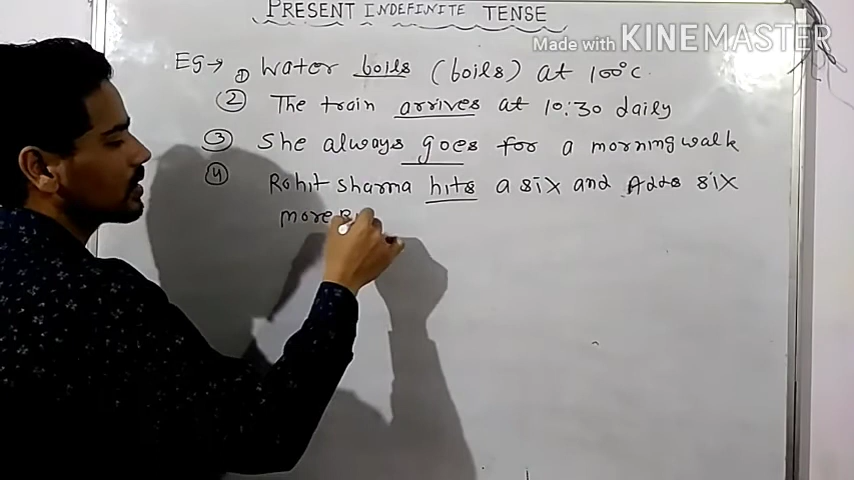 PRESENT INDEFINITE TENSE
Made with KINEMASTER
Eg → ① Water boils (boils) at 100°C.
② The train arrives at 10:30 daily
③ She always goes for a morning walk
④ Rohit sharma hits a six and Adds six
more